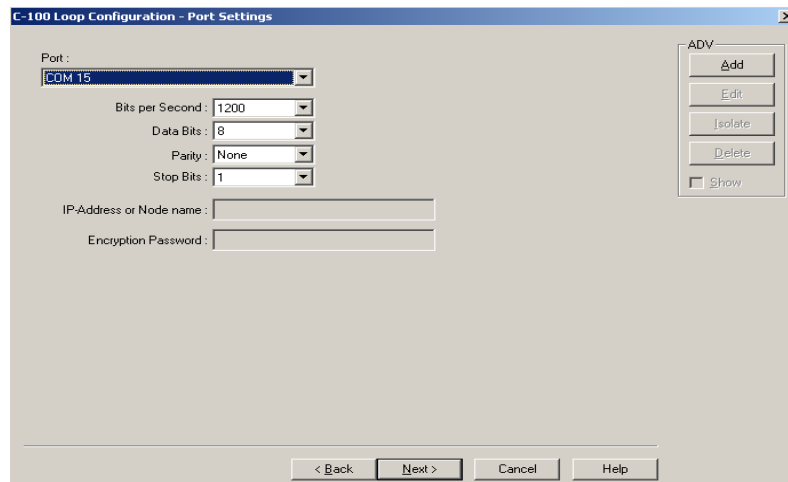 C-100 Loop Configuration - Port Settings
Port :
COM 15
Bits per Second : 1200
Data Bits : 8
Parity : None
Stop Bits : 1
IP-Address or Node name :
Encryption Password :
ADV
Add
Edit
Isolate
Delete
Show
< Back
Next >
Cancel
Help